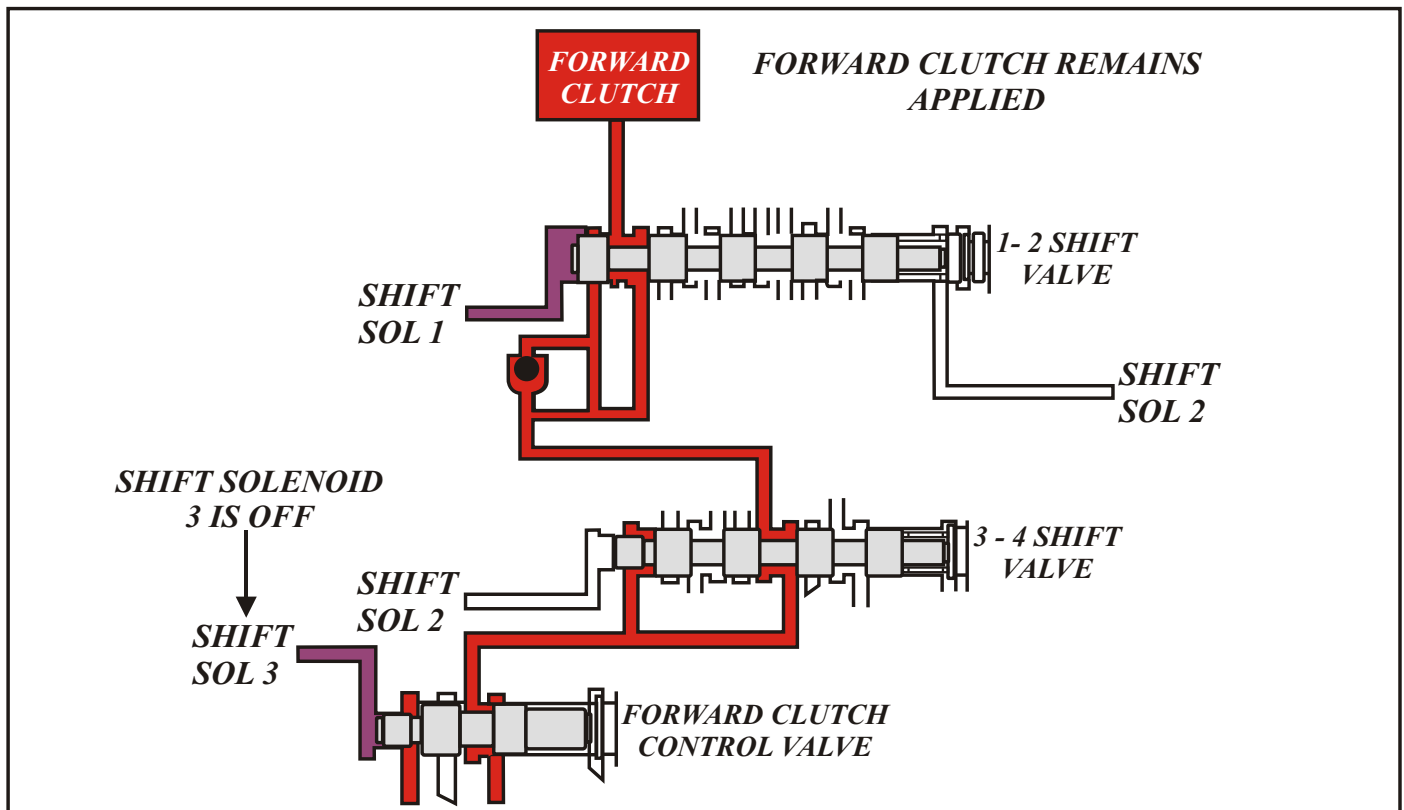 FORWARD
CLUTCH
FORWARD CLUTCH REMAINS
APPLIED
1- 2 SHIFT
VALVE
SHIFT
SOL 1
SHIFT
SOL 2
SHIFT SOLENOID
3 IS OFF
3 - 4 SHIFT
VALVE
SHIFT
SOL 2
SHIFT
SOL 3
FORWARD CLUTCH
CONTROL VALVE